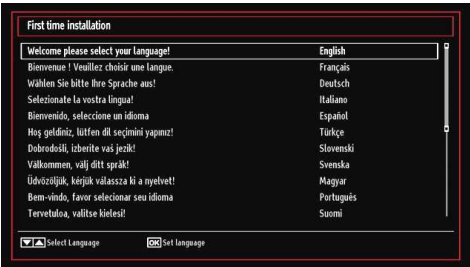 First time installation
Welcome please select your language! English
Bienvenue ! Veuillez choisir une langue. Français
Wählen Sie bitte Ihre Sprache aus! Deutsch
Selezionate la vostra lingua! Italiano
Bienvenido, seleccione un idioma Español
Hoş geldiniz, lütfen dil seçimini yapınız! Türkçe
Dobrodošli, izberite vaš jezik! Slovenski
Välkommen, välj ditt språk! Svenska
Üdvözöljük, kérjük válassza ki a nyelvet! Magyar
Bem-vindo, favor selecionar seu idioma Português
Tervetuloa, valitse kielesi! Suomi
Select Language OK Set language